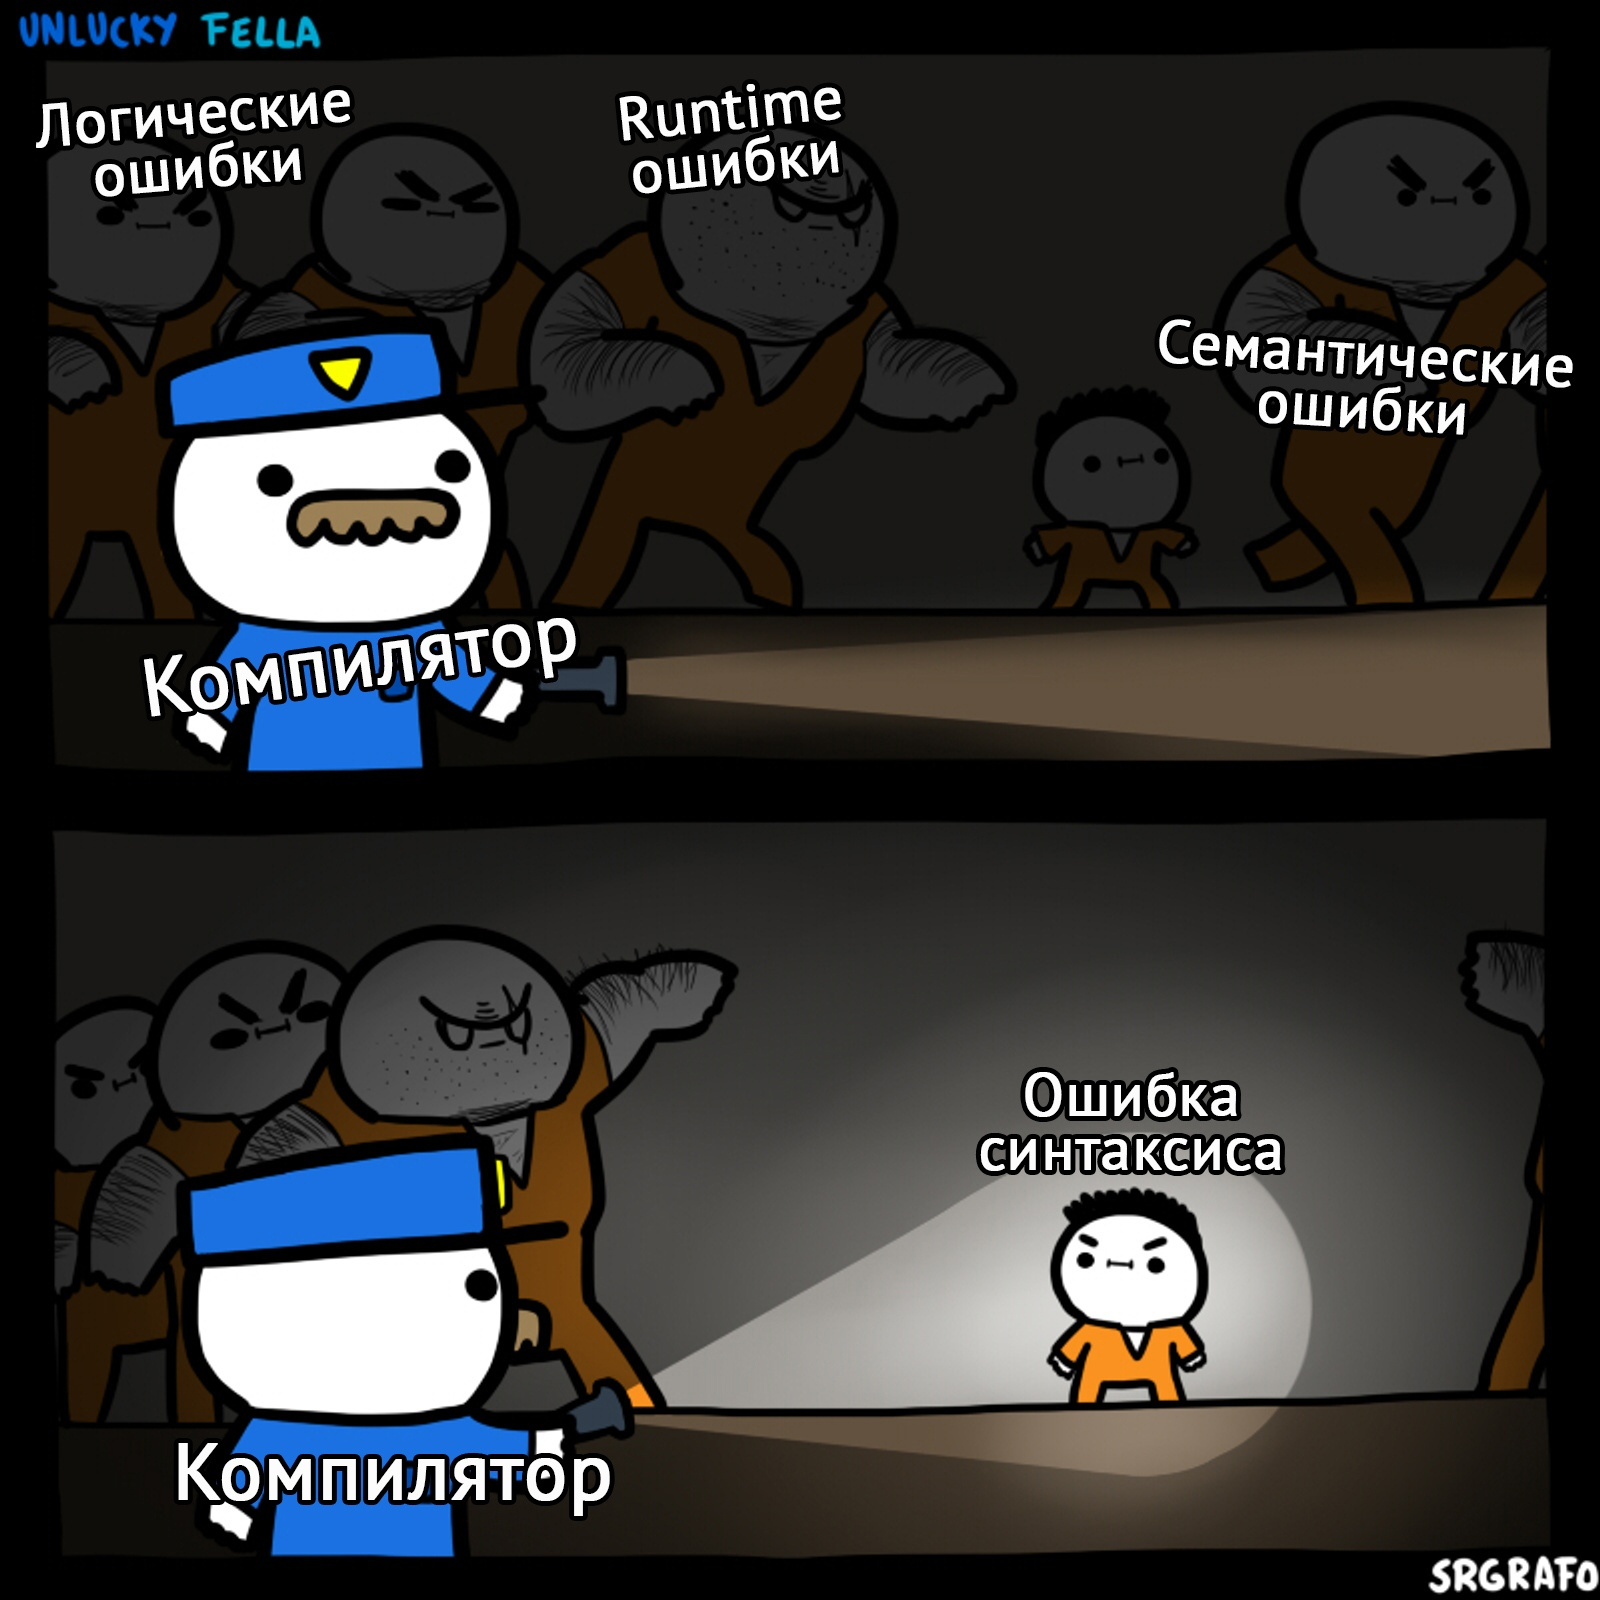 UNLUCKY FELLA
Логические
ошибки
Runtime
ошибки
Семантические
ошибки
Компилятор
Ошибка
синтаксиса
Компилятор
SRGRAFO